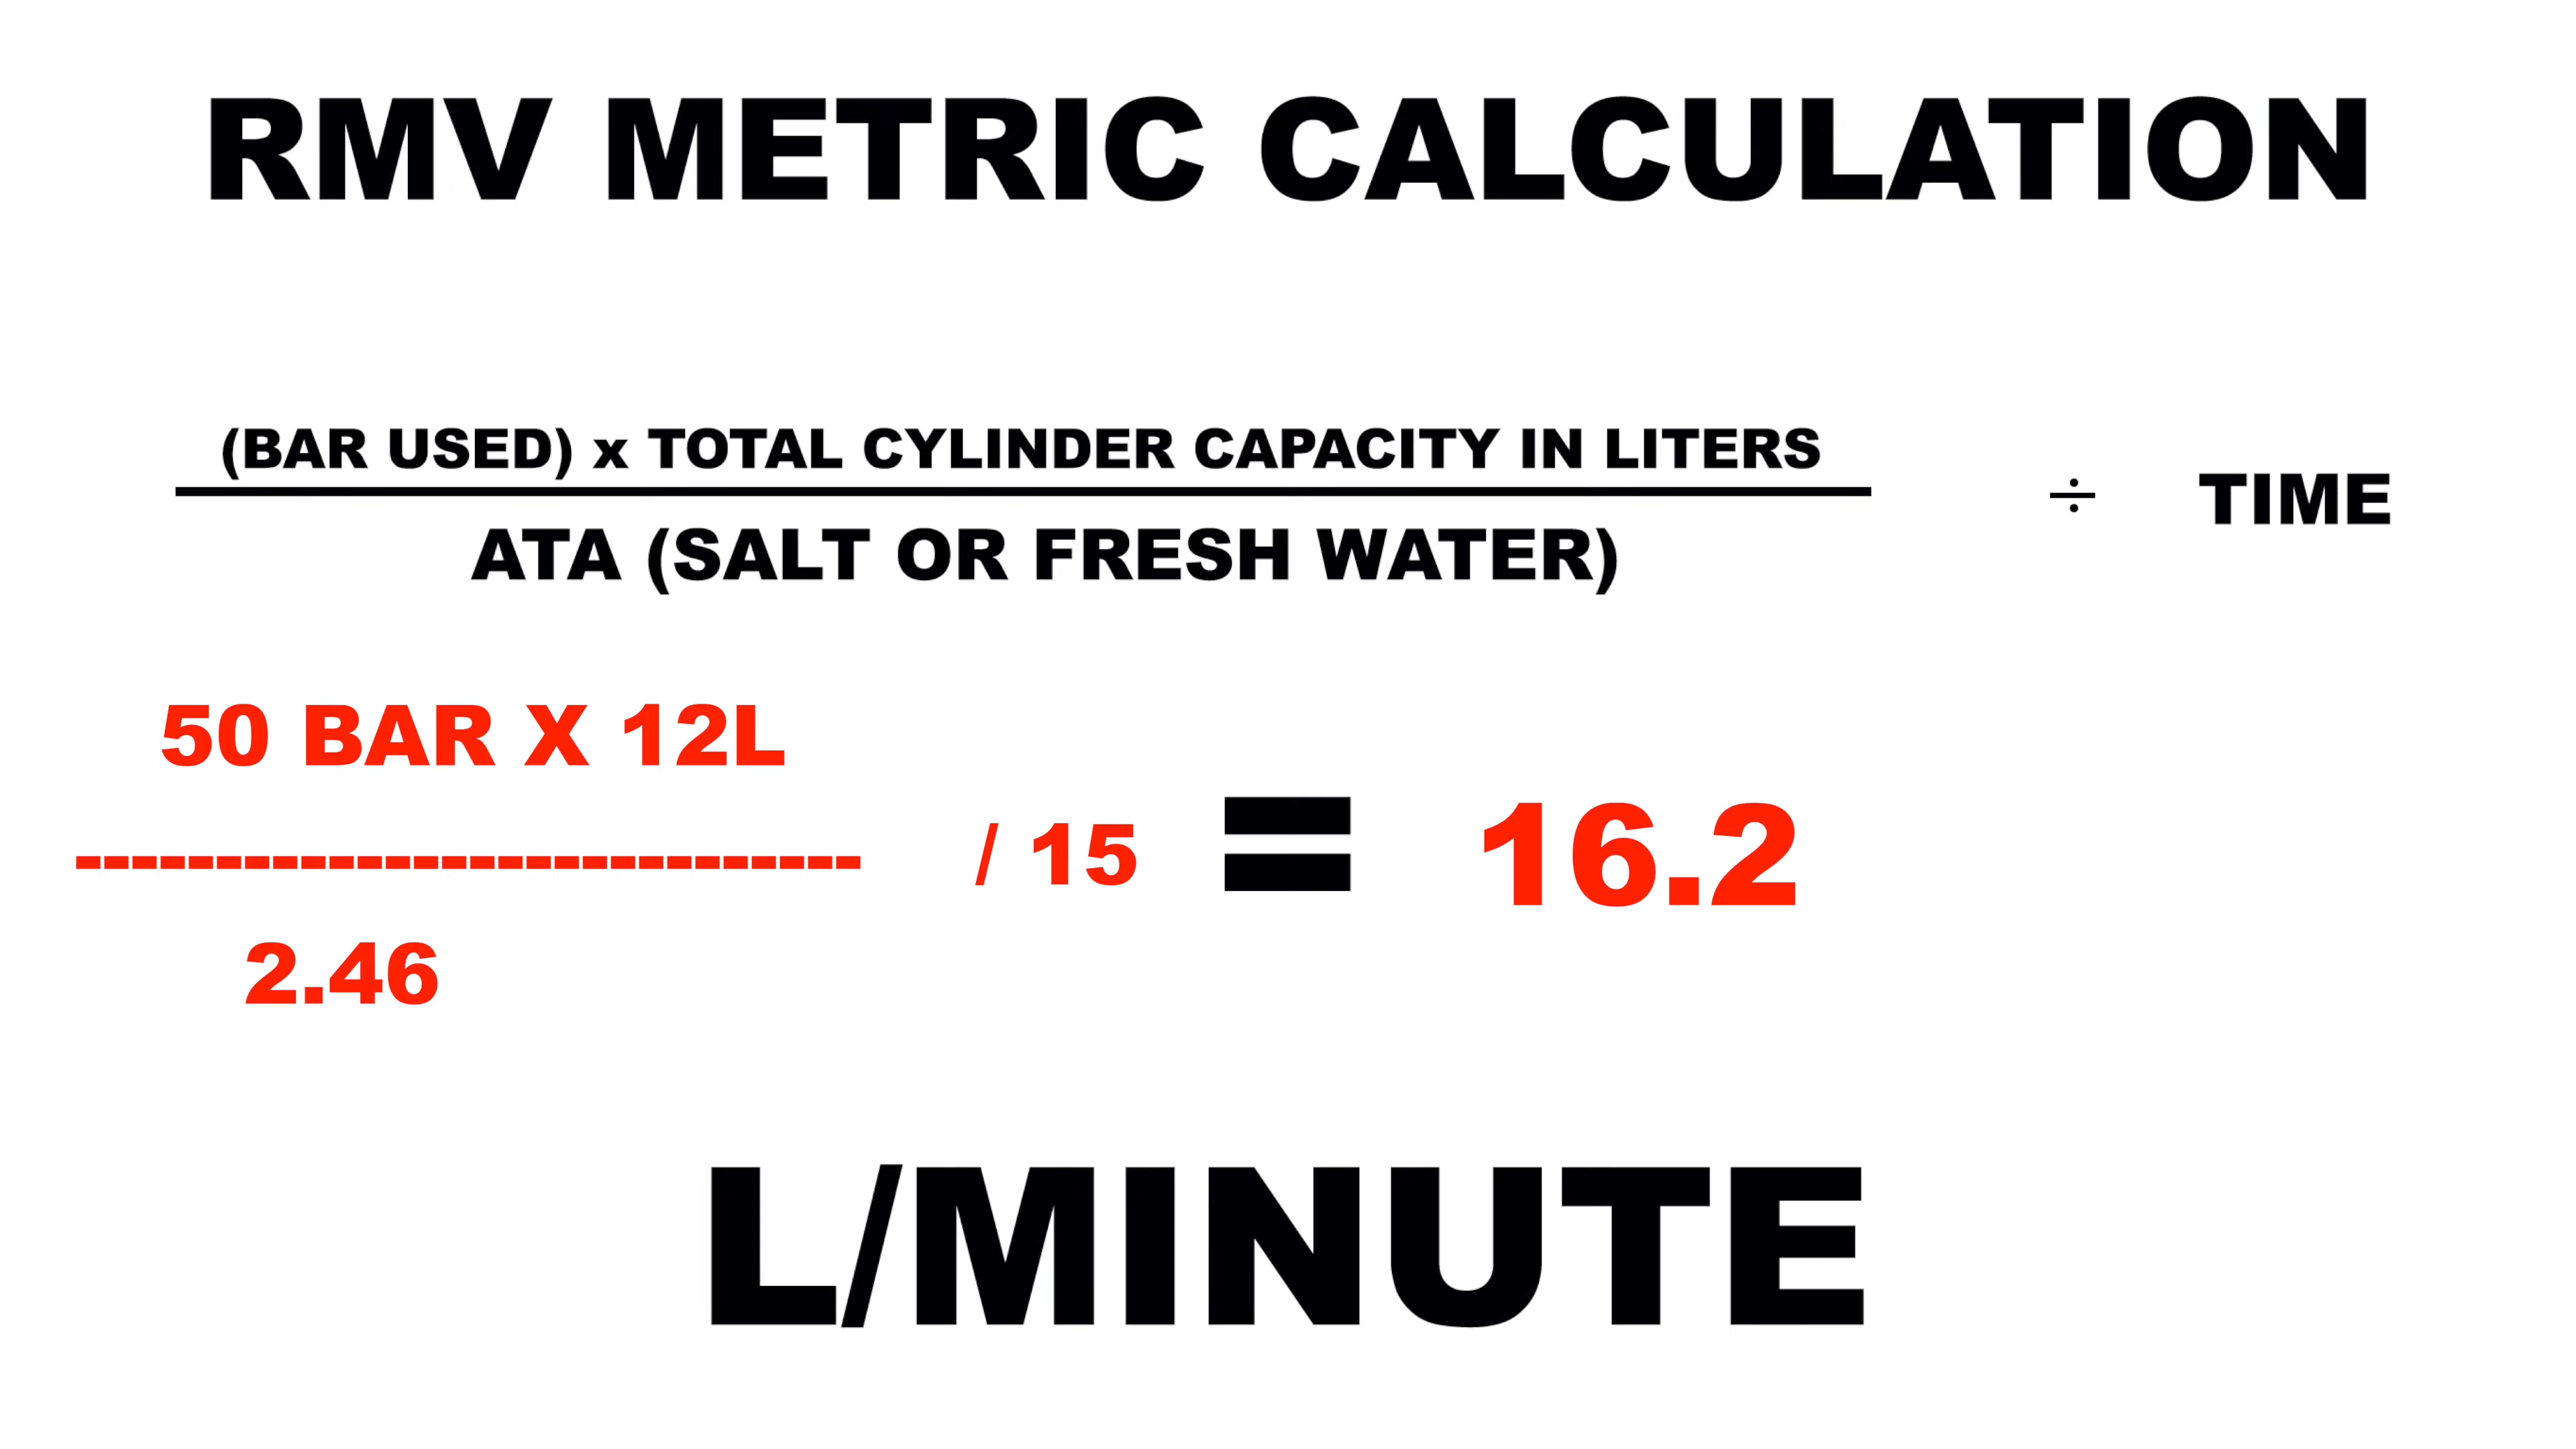 RMV METRIC CALCULATION
(BAR USED) x TOTAL CYLINDER CAPACITY IN LITERS
ATA (SALT OR FRESH WATER)
÷ TIME
50 BAR X 12L
----------------------------
2.46
/ 15
= 16.2
L/MINUTE